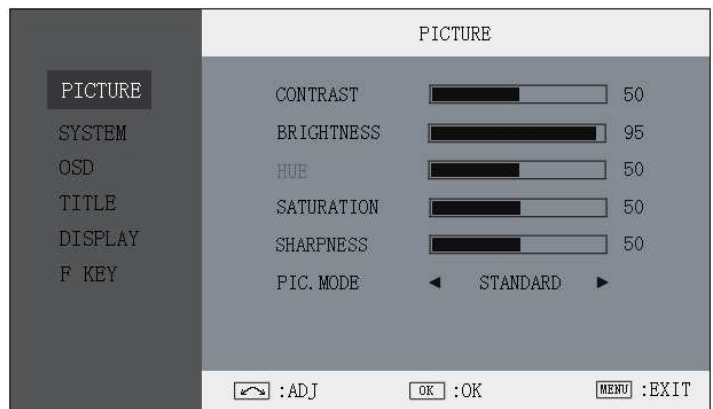 PICTURE
PICTURE
SYSTEM
OSD
TITLE
DISPLAY
F KEY
CONTRAST 50
BRIGHTNESS 95
HUE 50
SATURATION 50
SHARPNESS 50
PIC. MODE STANDARD
:ADJ OK :OK MENU :EXIT